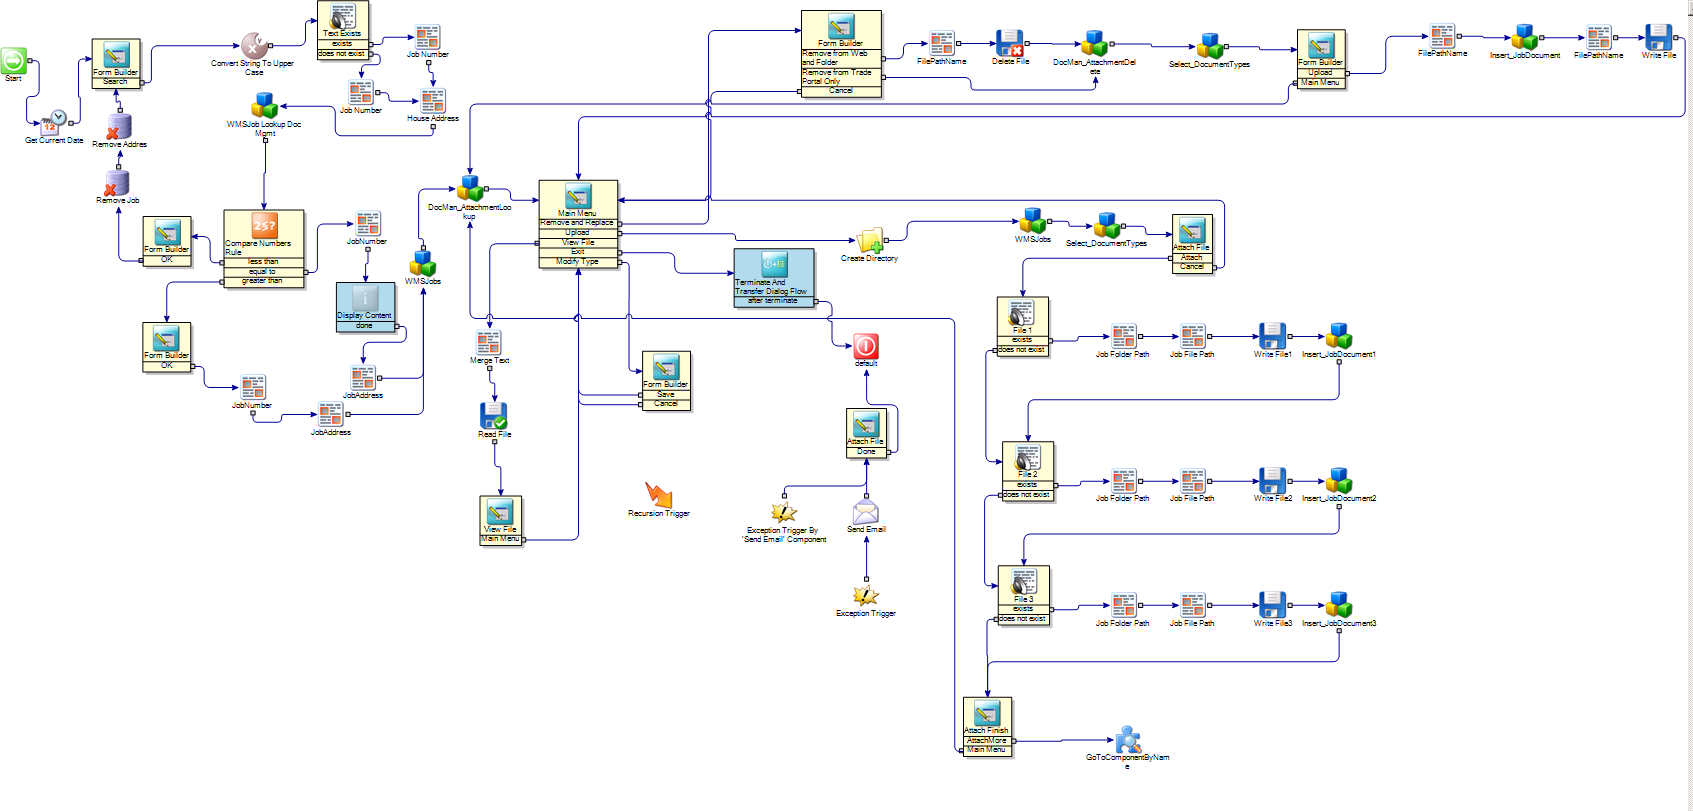 Start
Get Current Date
Form Builder
Search
Remove Addres
Remove Job
Convert String To Upper
Case
Text Exists
exists
does not exist
Job Number
Job Number
House Address
WMSJob Lookup Doc
Mgmt
Form Builder
OK
25?
Compare Numbers
Rule
less than
equal to
greater than
JobNumber
Display Content
done
Form Builder
OK
JobNumber
JobAddress
JobAddress
WMSJobs
DocMan_AttachmentLoo
kup
Main Menu
Remove and Replace
Upload
View File
Exit
Modify Type
Form Builder
Remove from Web
and Folder
Remove from Trade
Portal Only
Cancel
FilePathName
Delete File
DocMan_AttachmentDel
ete
Select_DocumentTypes
Form Builder
Upload
Main Menu
FilePathName
Insert_JobDocument
FilePathName
Write File
Create Directory
WMSJobs
Select_DocumentTypes
Attach File
Attach
Cancel
Terminate And
Transfer Dialog Flow
after terminate
default
Merge Text
Read File
View File
Main Menu
Form Builder
Save
Cancel
Recursion Trigger
Attach File
Done
Exception Trigger By
'Send Email' Component
Send Email
Exception Trigger
File 1
exists
does not exist
Job Folder Path
Job File Path
Write File1
Insert_JobDocument1
File 2
exists
does not exist
Job Folder Path
Job File Path
Write File2
Insert_JobDocument2
File 3
exists
does not exist
Job Folder Path
Job File Path
Write File3
Insert_JobDocument3
Attach Finish
AttachMore
Main Menu
GoToComponentByNam
e